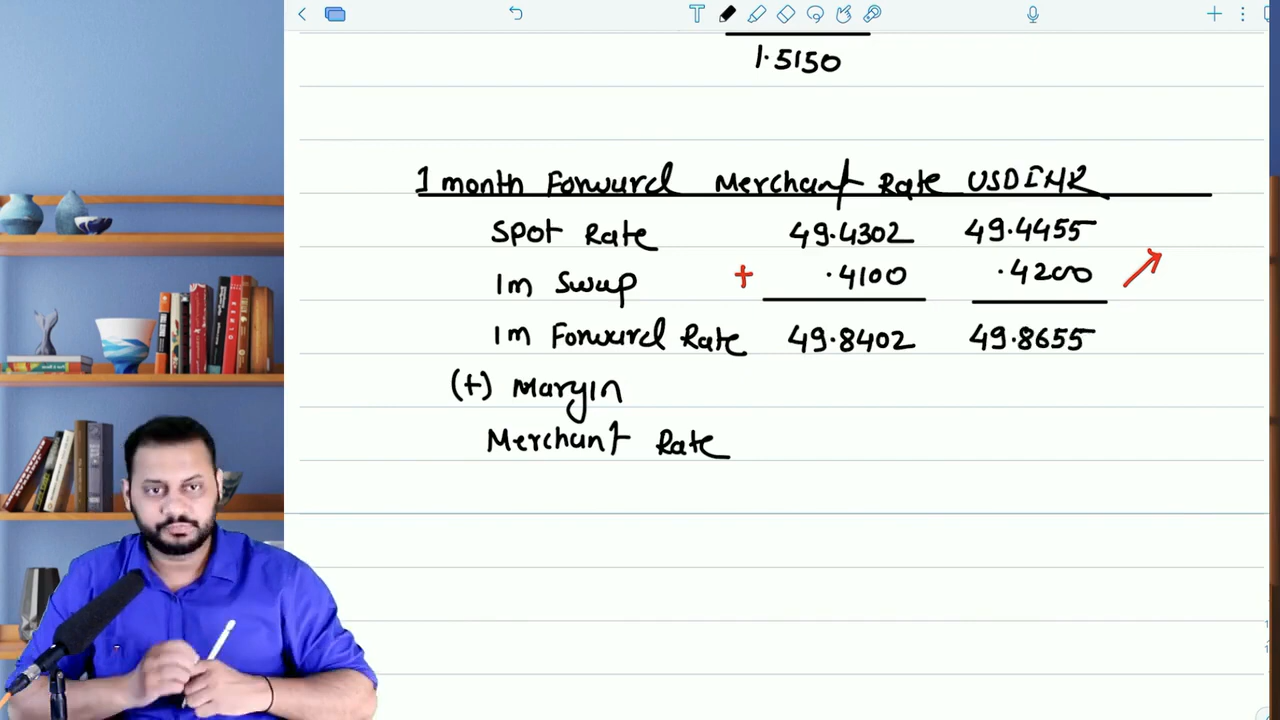 1.5150
1 month Forward Merchant Rate USDINR
Spot Rate 49.4302 49.4455
1m Swap + .4100 .4200
1m Forward Rate 49.8402 49.8655
(+) Margin
Merchant Rate